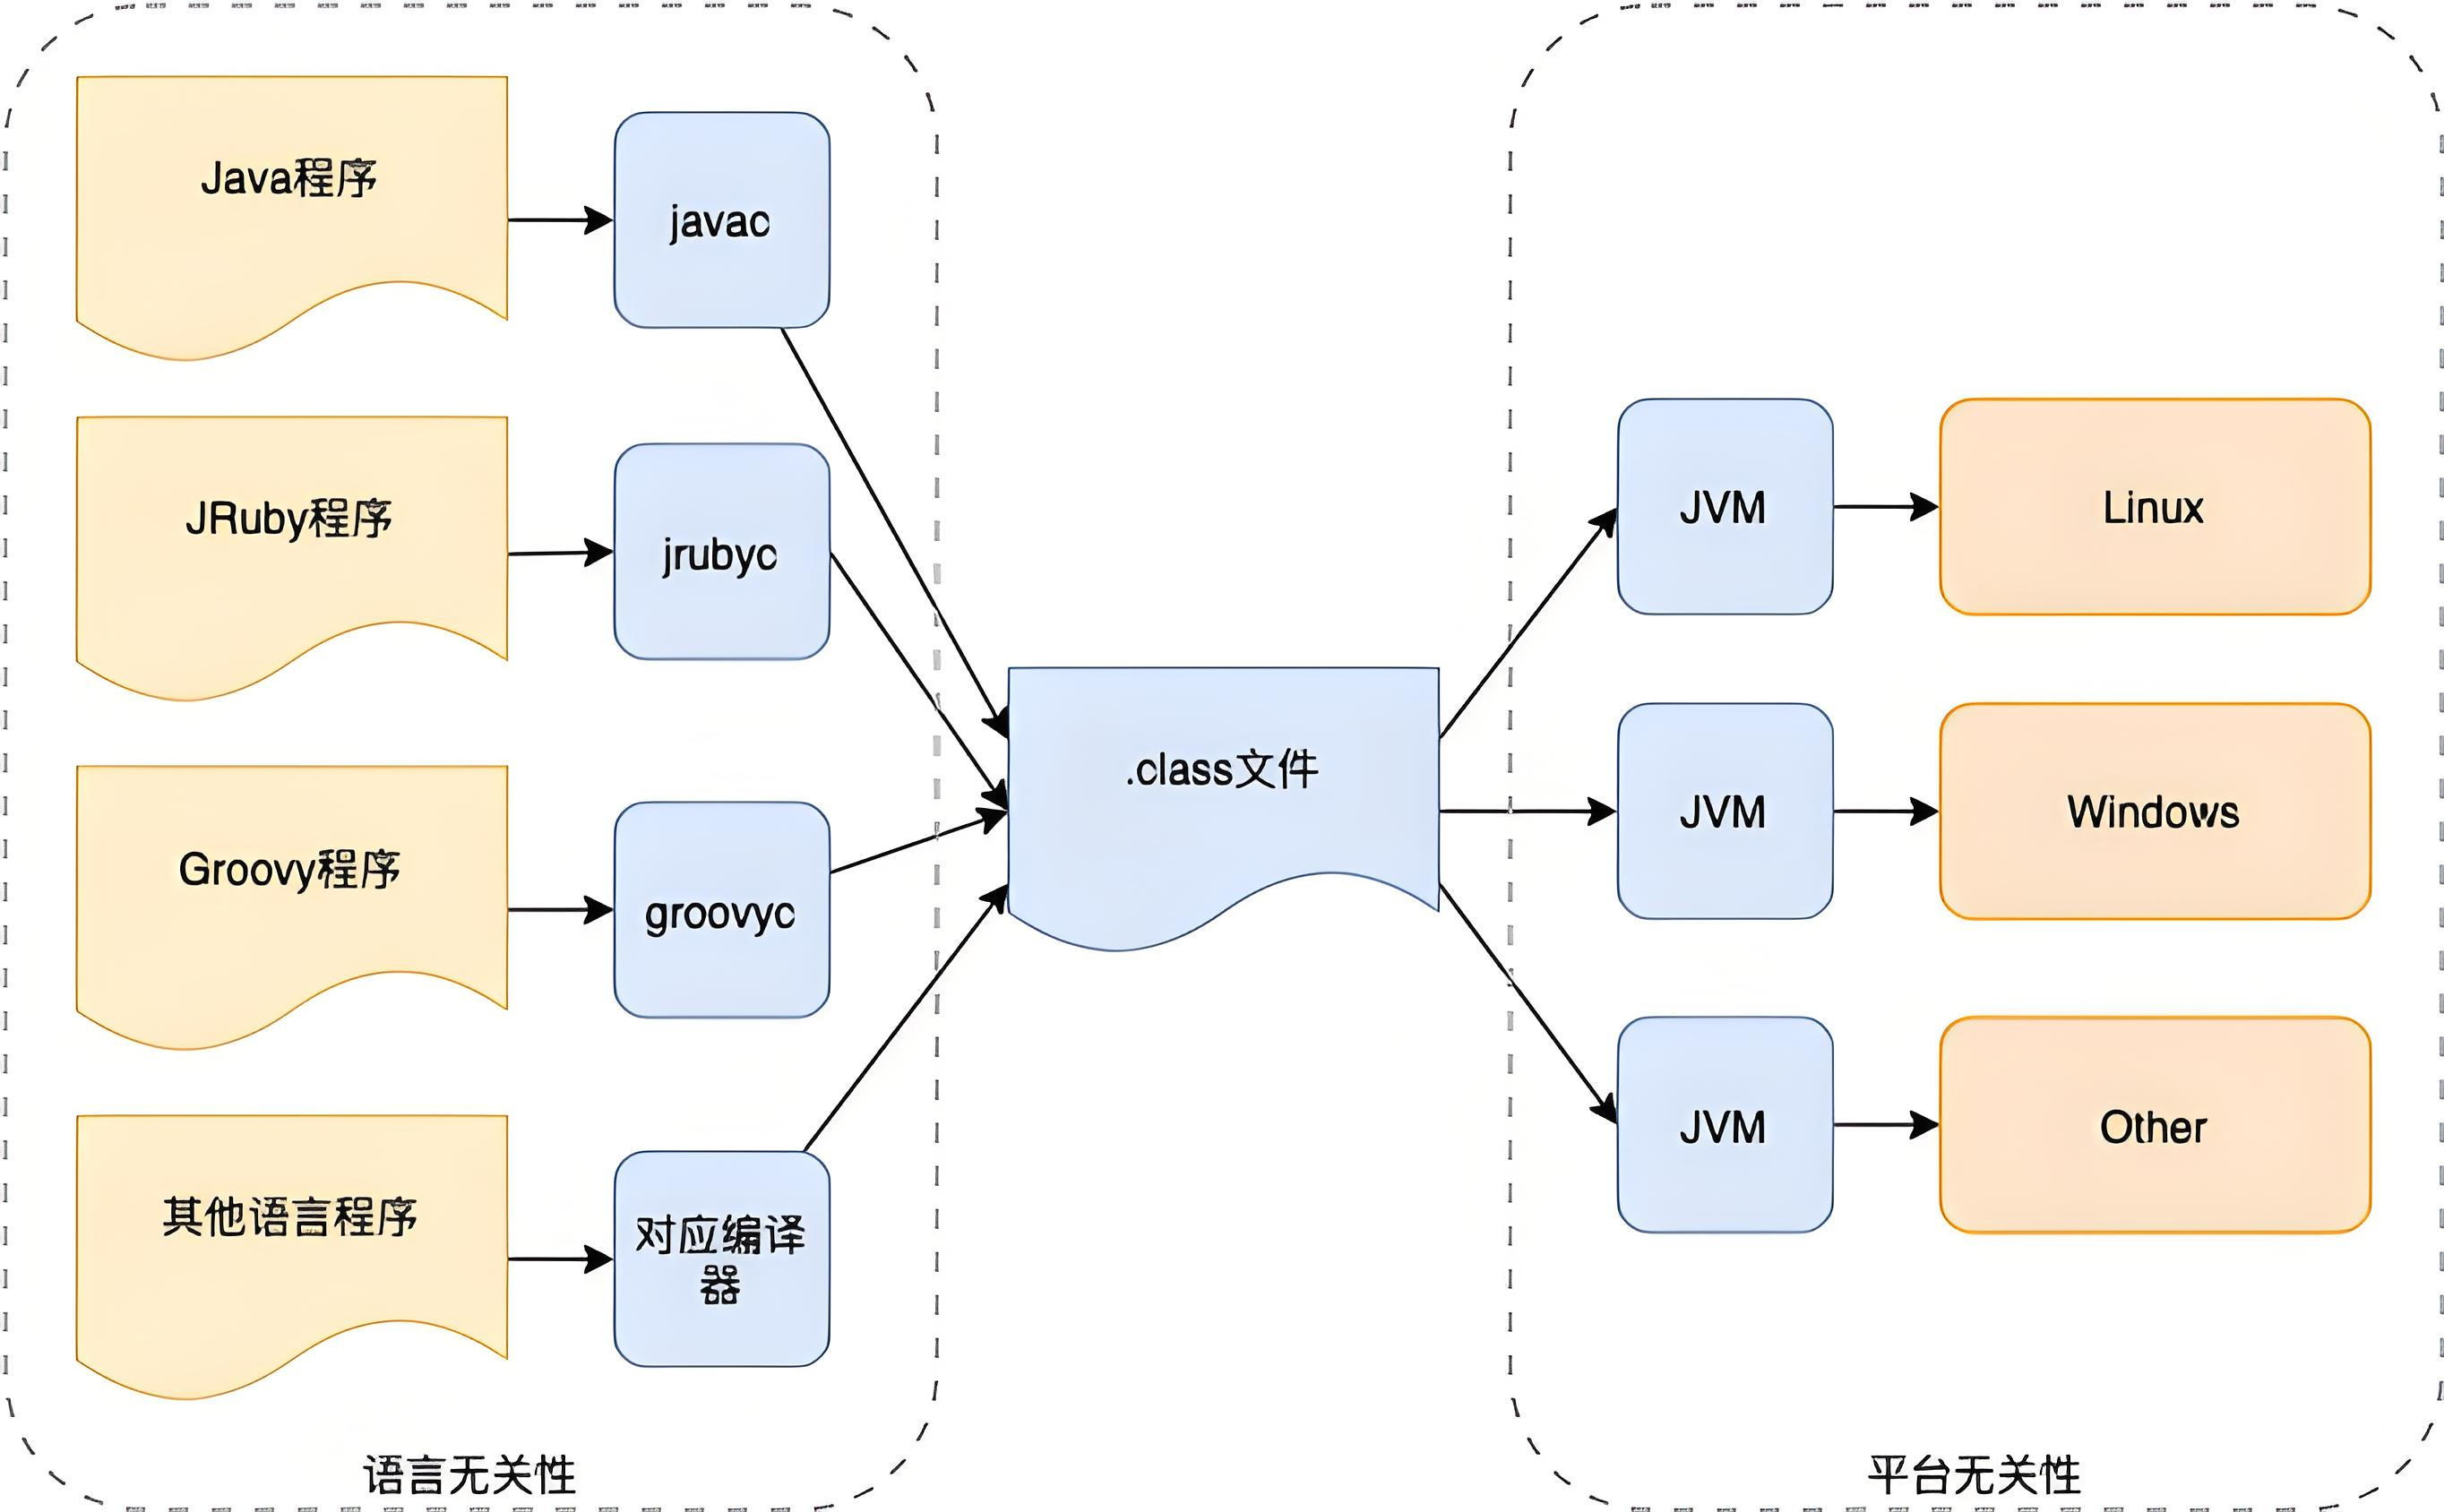 Java程序
javac
JRuby程序
jrubyc
Groovy程序
groovyc
其他语言程序
对应编译
器
语言无关性
.class文件
JVM
Linux
JVM
Windows
JVM
Other
平台无关性